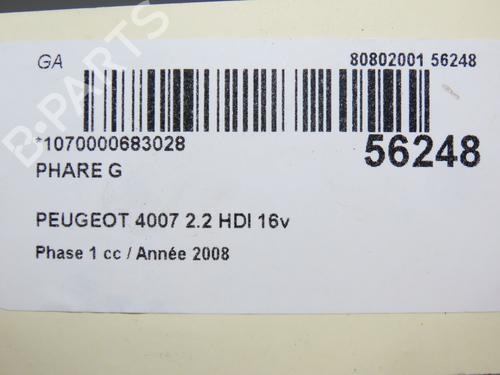 GA 80802001 56248
*1070000683028 56248
PHARE G
PEUGEOT 4007 2.2 HDI 16v
Phase 1 cc / Année 2008
B-PARTS